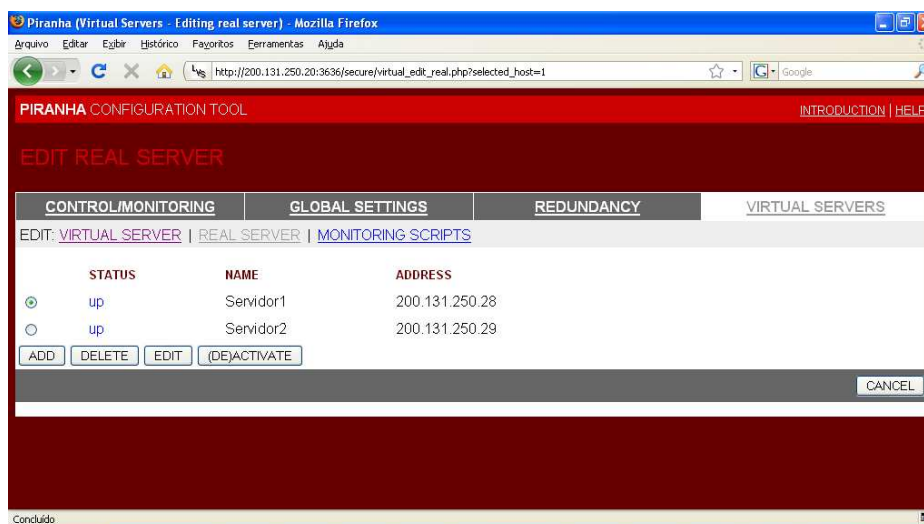 Piranha (Virtual Servers - Editing real server) - Mozilla Firefox
Arquivo Editar Exibir Histórico Favoritos Ferramentas Ajuda
http://200.131.250.20:3636/secure/virtual_edit_real.php?selected_host=1 Google
PIRANHA CONFIGURATION TOOL INTRODUCTION | HELP
EDIT REAL SERVER
CONTROL/MONITORING GLOBAL SETTINGS REDUNDANCY VIRTUAL SERVERS
EDIT: VIRTUAL SERVER | REAL SERVER | MONITORING SCRIPTS
STATUS NAME ADDRESS
up Servidor1 200.131.250.28
up Servidor2 200.131.250.29
ADD DELETE EDIT (DE)ACTIVATE
CANCEL
Concluído